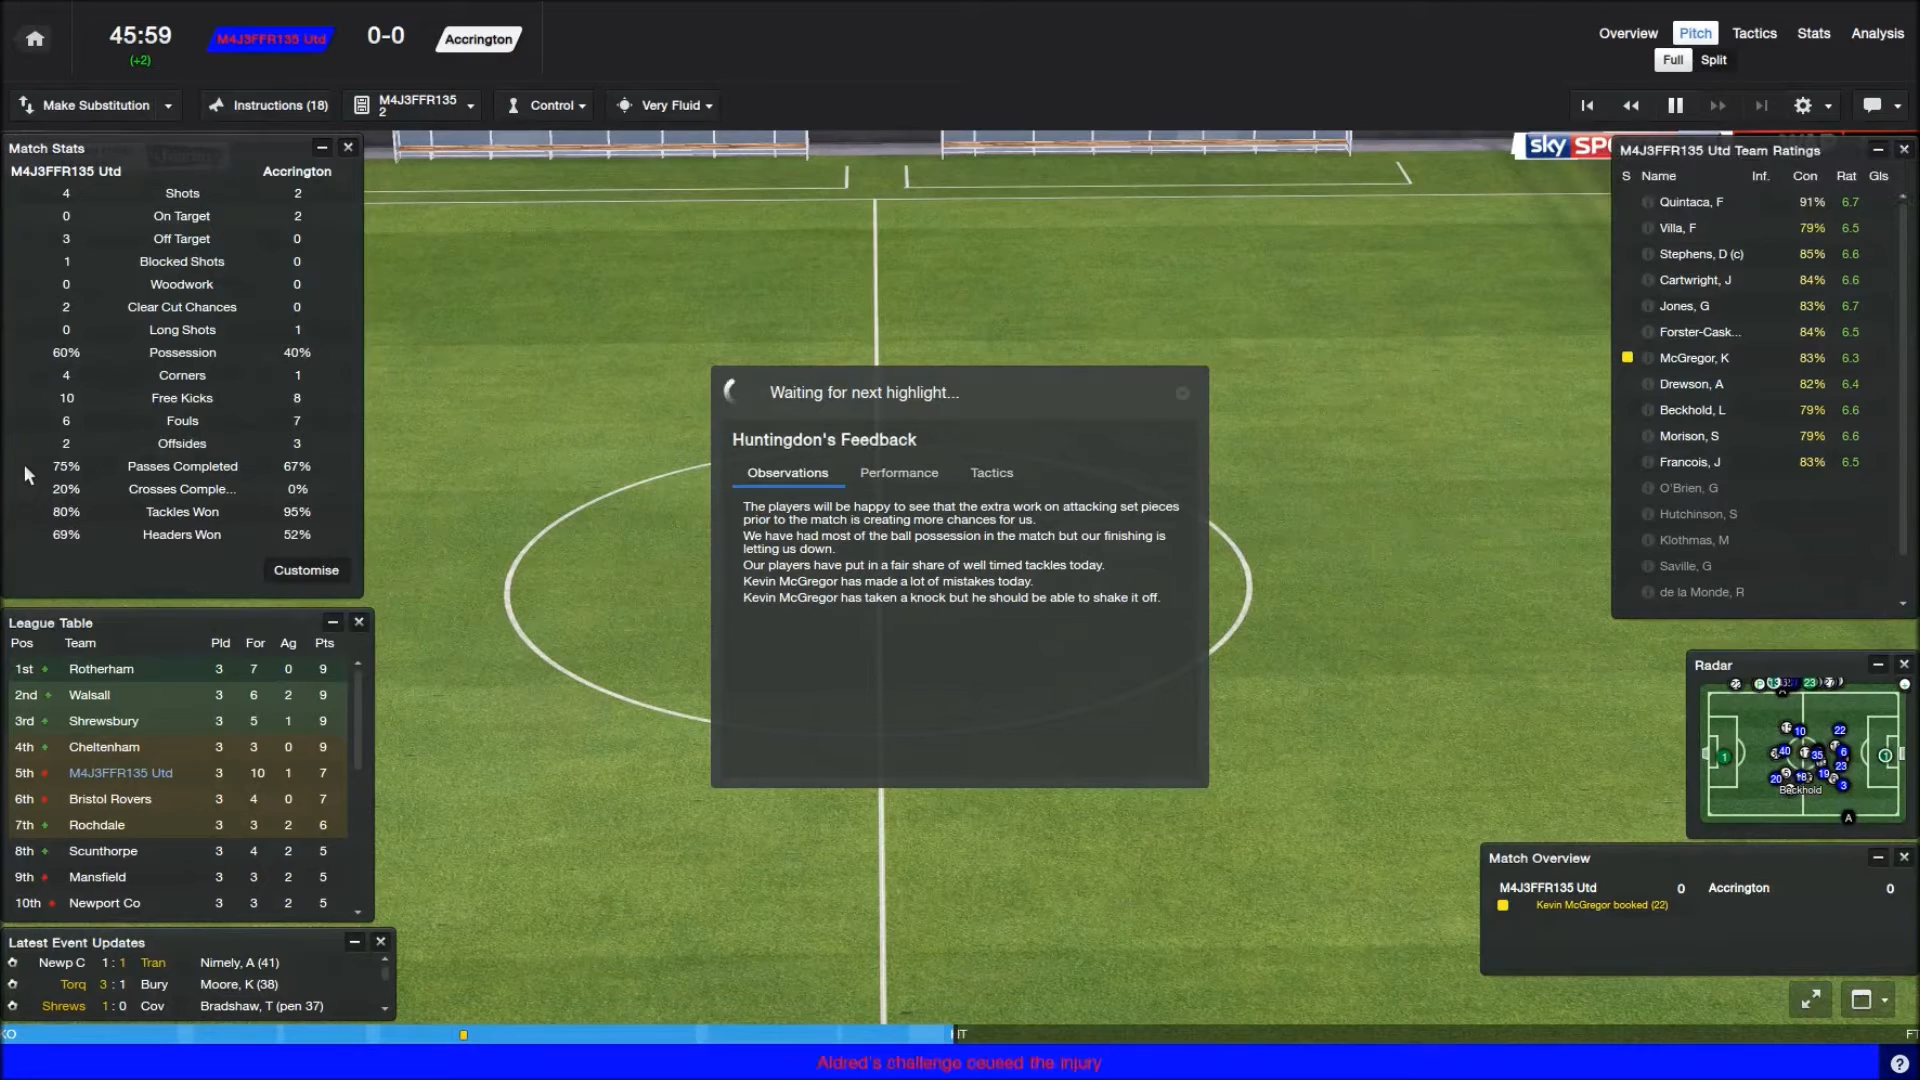 45:59
(+2)
M4J3FFR135 Utd
0-0
Accrington
Overview Pitch Tactics Stats Analysis
Full Split
Make Substitution
Instructions (18)
M4J3FFR135
2
Control
Very Fluid
Match Stats
M4J3FFR135 Utd Accrington
4 Shots 2
0 On Target 2
3 Off Target 0
1 Blocked Shots 0
0 Woodwork 0
2 Clear Cut Chances 0
0 Long Shots 1
60% Possession 40%
4 Corners 1
10 Free Kicks 8
6 Fouls 7
2 Offsides 3
75% Passes Completed 67%
20% Crosses Comple... 0%
80% Tackles Won 95%
69% Headers Won 52%
Customise
League Table
Pos Team Pld For Ag Pts
1st Rotherham 3 7 0 9
2nd Walsall 3 6 2 9
3rd Shrewsbury 3 5 1 9
4th Cheltenham 3 3 0 9
5th M4J3FFR135 Utd 3 10 1 7
6th Bristol Rovers 3 4 0 7
7th Rochdale 3 3 2 6
8th Scunthorpe 3 4 2 5
9th Mansfield 3 3 2 5
10th Newport Co 3 3 2 5
Latest Event Updates
Newp C 1 : 1 Tran Nimely, A (41)
Torq 3 : 1 Bury Moore, K (38)
Shrews 1 : 0 Cov Bradshaw, T (pen 37)
Waiting for next highlight...
Huntingdon's Feedback
Observations Performance Tactics
The players will be happy to see that the extra work on attacking set pieces
prior to the match is creating more chances for us.
We have had most of the ball possession in the match but our finishing is
letting us down.
Our players have put in a fair share of well timed tackles today.
Kevin McGregor has made a lot of mistakes today.
Kevin McGregor has taken a knock but he should be able to shake it off.
sky SPO
M4J3FFR135 Utd Team Ratings
S Name Inf. Con Rat Gls
Quintaca, F 91% 6.7
Villa, F 79% 6.5
Stephens, D (c) 85% 6.6
Cartwright, J 84% 6.6
Jones, G 83% 6.7
Forster-Cask... 84% 6.5
McGregor, K 83% 6.3
Drewson, A 82% 6.4
Beckhold, L 79% 6.6
Morison, S 79% 6.6
Francois, J 83% 6.5
O'Brien, G
Hutchinson, S
Klothmas, M
Saville, G
de la Monde, R
Radar
23
A
10 22
1 40 35 6 1
23
20 18 19 3
Beckhold
A
Match Overview
M4J3FFR135 Utd 0 Accrington 0
Kevin McGregor booked (22)
KO HT FT
Aldred's challenge caused the injury
?